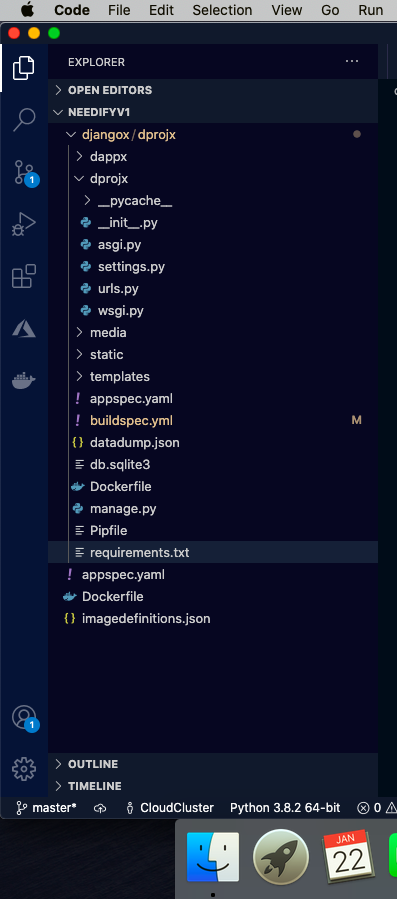 Code File Edit Selection View Go Run
EXPLORER ...
OPEN EDITORS
NEEDIFYV1
djangox / dprojx
dappx
dprojx
__pycache__
__init__.py
asgi.py
settings.py
urls.py
wsgi.py
media
static
templates
! appspec.yaml
! buildspec.yml M
{} datadump.json
db.sqlite3
Dockerfile
manage.py
Pipfile
requirements.txt
! appspec.yaml
Dockerfile
{} imagedefinitions.json
1
1
OUTLINE
TIMELINE
master* CloudCluster Python 3.8.2 64-bit 0
JAN
22